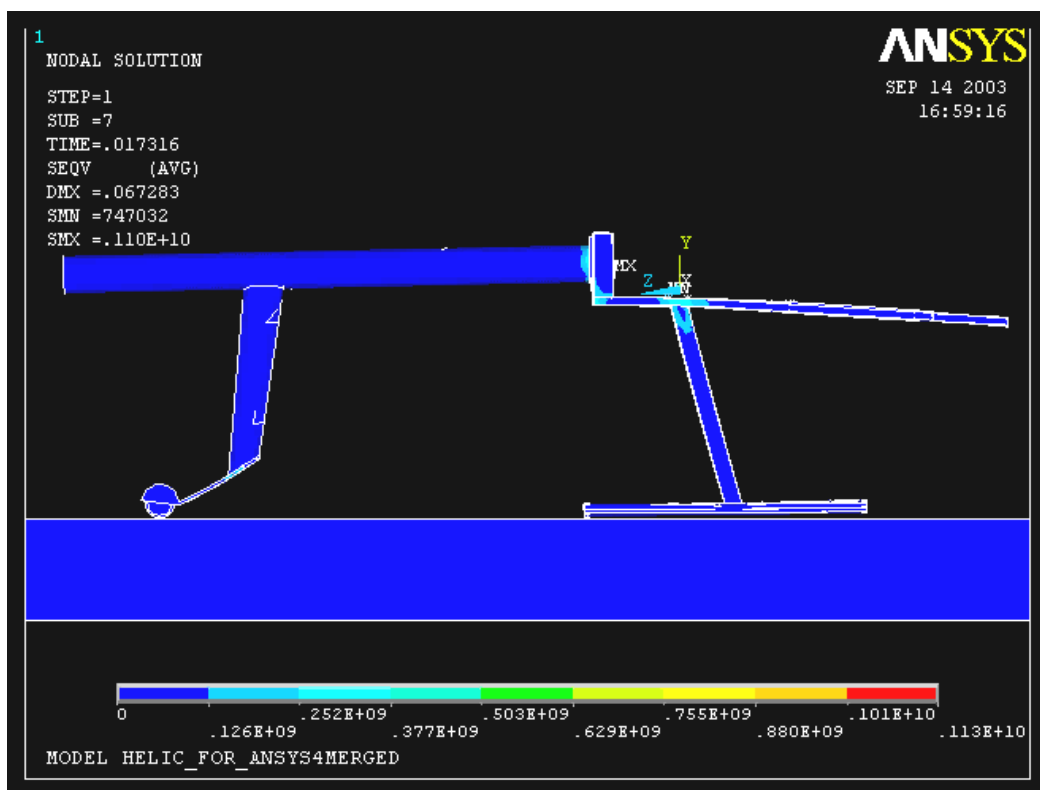 1
ANSYS
NODAL SOLUTION
SEP 14 2003
16:59:16
STEP=1
SUB =7
TIME=.017316
SEQV (AVG)
DMX =.067283
SMN =747032
SMX =.110E+10
Y
MX
Z
0
.252E+09
.503E+09
.755E+09
.101E+10
.126E+09
.377E+09
.629E+09
.880E+09
.113E+10
MODEL HELIC_FOR_ANSYS4MERGED